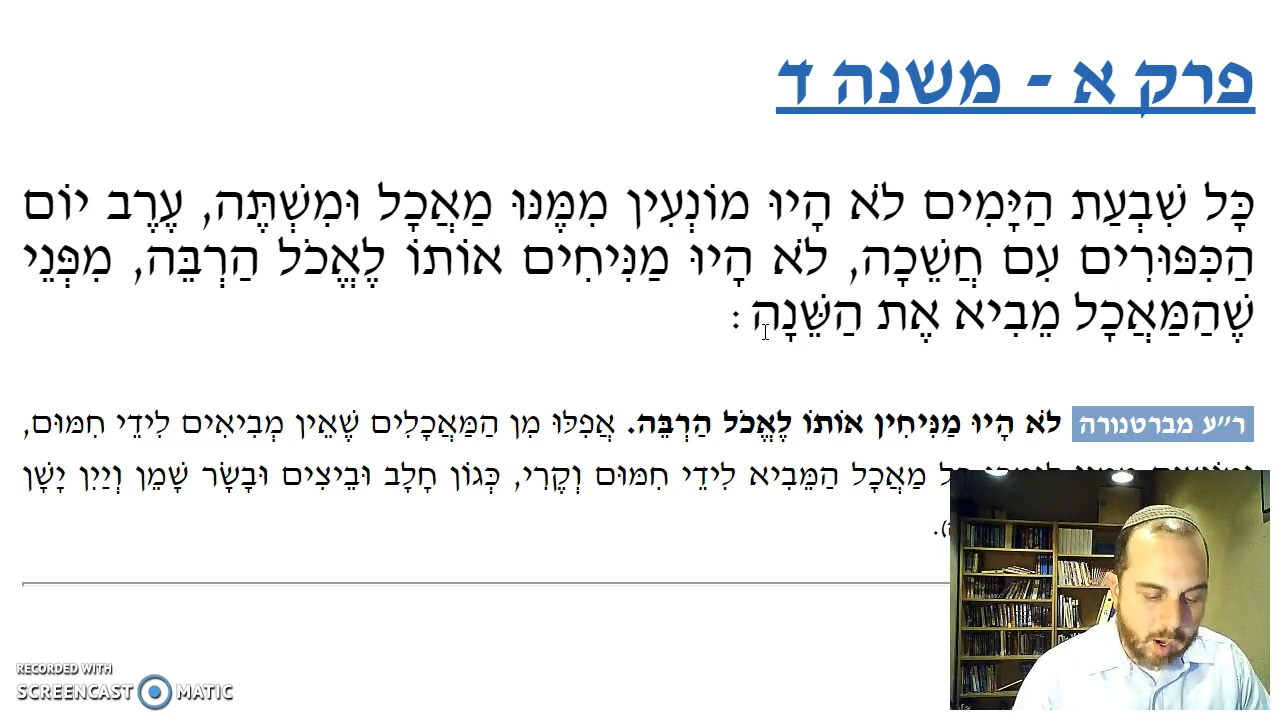 פרק א - משנה ד
כָּל שִׁבְעַת הַיָּמִים לֹא הָיוּ מוֹנְעִין מִמֶּנּוּ מַאֲכָל וּמִשְׁתֶּה, עֶרֶב יוֹם
הַכִּפּוּרִים עִם חֲשֵׁכָה, לֹא הָיוּ מַנִּיחִים אוֹתוֹ לֶאֱכֹל הַרְבֵּה, מִפְּנֵי
שֶׁהַמַּאֲכָל מֵבִיא אֶת הַשֵּׁנָה:
ר״ע מברטנורה לֹא הָיוּ מַנִּיחִין אוֹתוֹ לֶאֱכֹל הַרְבֵּה. אֲפִלּוּ מִן הַמַּאֲכָלִים שֶׁאֵין מְבִיאִים לִידֵי חִמּוּם,
מַאֲכָל הַמֵּבִיא לִידֵי חִמּוּם וְקֶרִי, כְּגוֹן חָלָב וּבֵיצִים וּבָשָׂר שָׁמֵן וְיַיִן יָשָׁן
RECORDED WITH
SCREENCAST MATIC